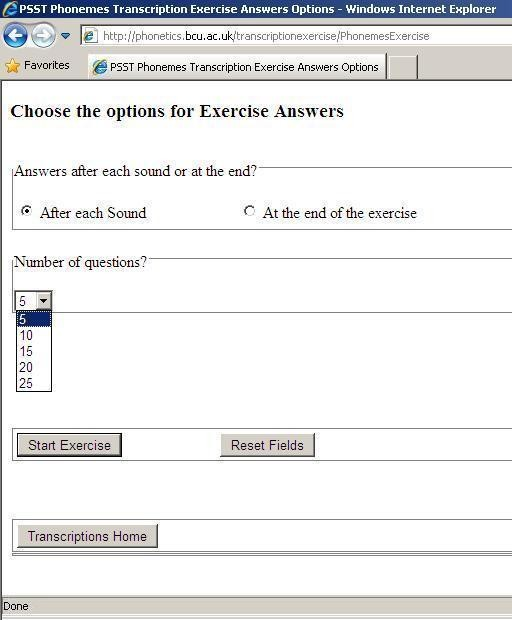 PSST Phonemes Transcription Exercise Answers Options - Windows Internet Explorer
http://phonetics.bcu.ac.uk/transcriptionexercise/PhonemesExercise
Favorites
PSST Phonemes Transcription Exercise Answers Options
Choose the options for Exercise Answers
Answers after each sound or at the end?
After each Sound
At the end of the exercise
Number of questions?
5
5
10
15
20
25
Start Exercise
Reset Fields
Transcriptions Home
Done